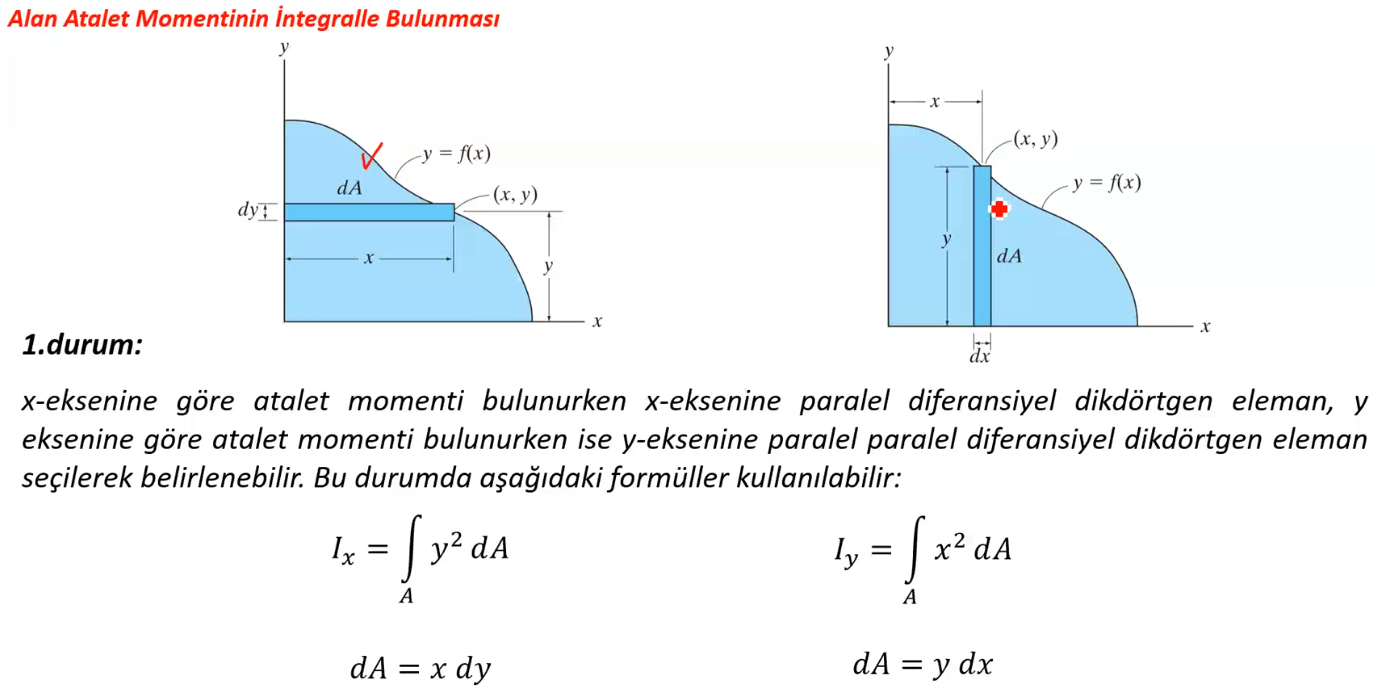 Alan Atalet Momentinin İntegralle Bulunması
y
y = f(x)
dA
(x, y)
dy
x
y
x
y
x
(x, y)
y = f(x)
y
dA
x
dx
1.durum:
x-eksenine göre atalet momenti bulunurken x-eksenine paralel diferansiyel dikdörtgen eleman, y
eksenine göre atalet momenti bulunurken ise y-eksenine paralel paralel diferansiyel dikdörtgen eleman
seçilerek belirlenebilir. Bu durumda aşağıdaki formüller kullanılabilir:
I_x = ∫_A y² dA
I_y = ∫_A x² dA
dA = x dy
dA = y dx